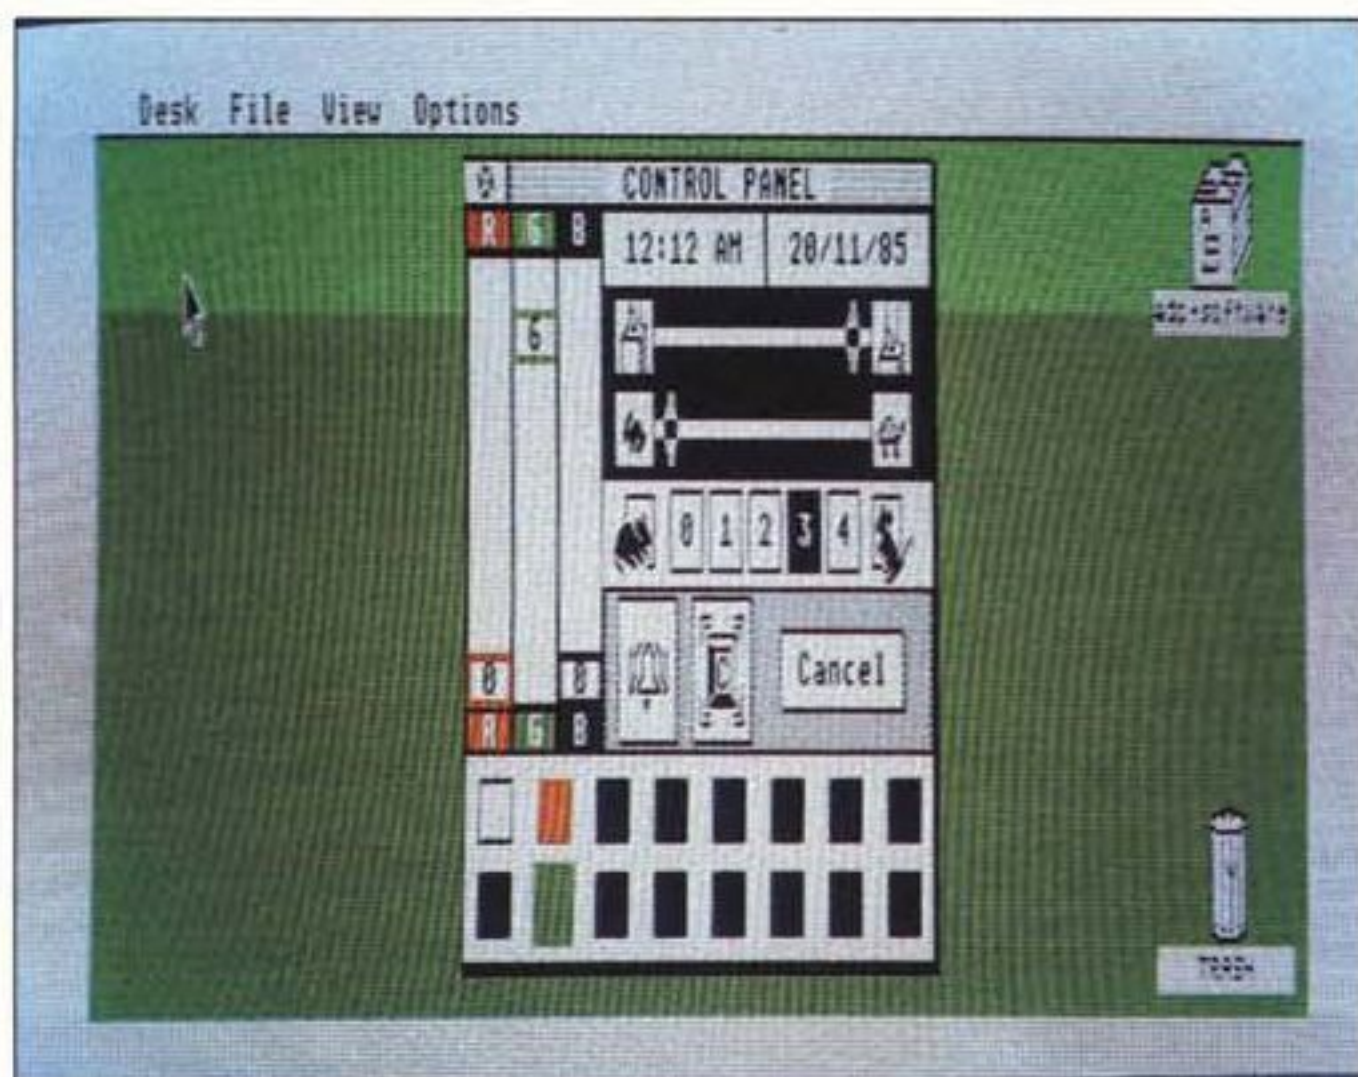 Desk File View Options
CONTROL PANEL
R G B
12:12 AM 20/11/85
6
0 1 2 3 4
C
Cancel
0 0
R G B
TRASH